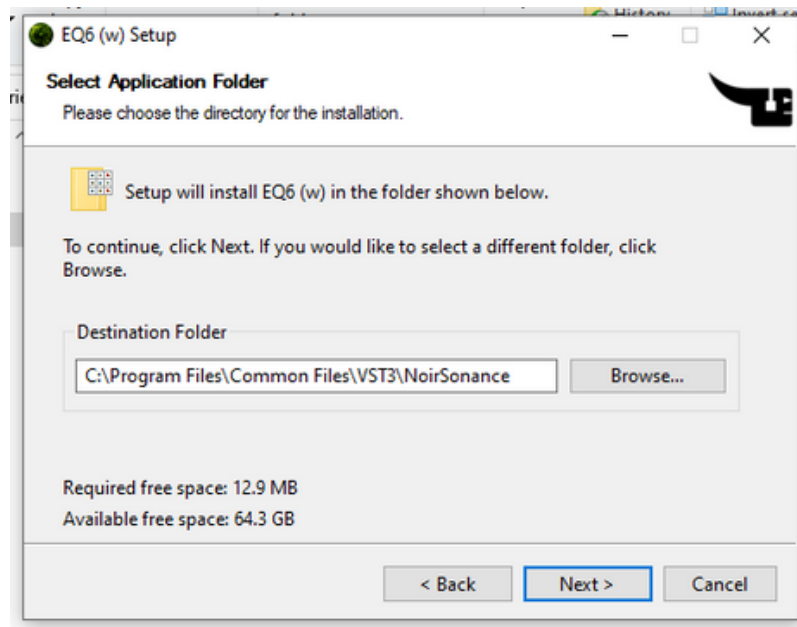 History
Invert se
EQ6 (w) Setup
Select Application Folder
Please choose the directory for the installation.
Setup will install EQ6 (w) in the folder shown below.
To continue, click Next. If you would like to select a different folder, click
Browse.
Destination Folder
C:\Program Files\Common Files\VST3\NoirSonance
Browse...
Required free space: 12.9 MB
Available free space: 64.3 GB
< Back
Next >
Cancel